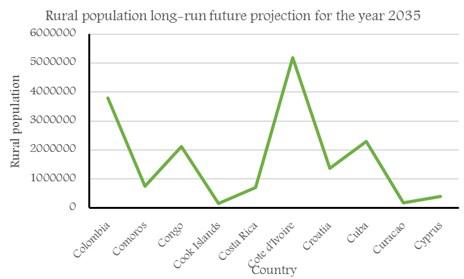 Rural population long-run future projection for the year 2035
6000000
5000000
4000000
3000000
2000000
1000000
0
Rural population
Colombia
Comoros
Congo
Cook Islands
Costa Rica
Cote d'Ivoire
Croatia
Cuba
Curacao
Cyprus
Country